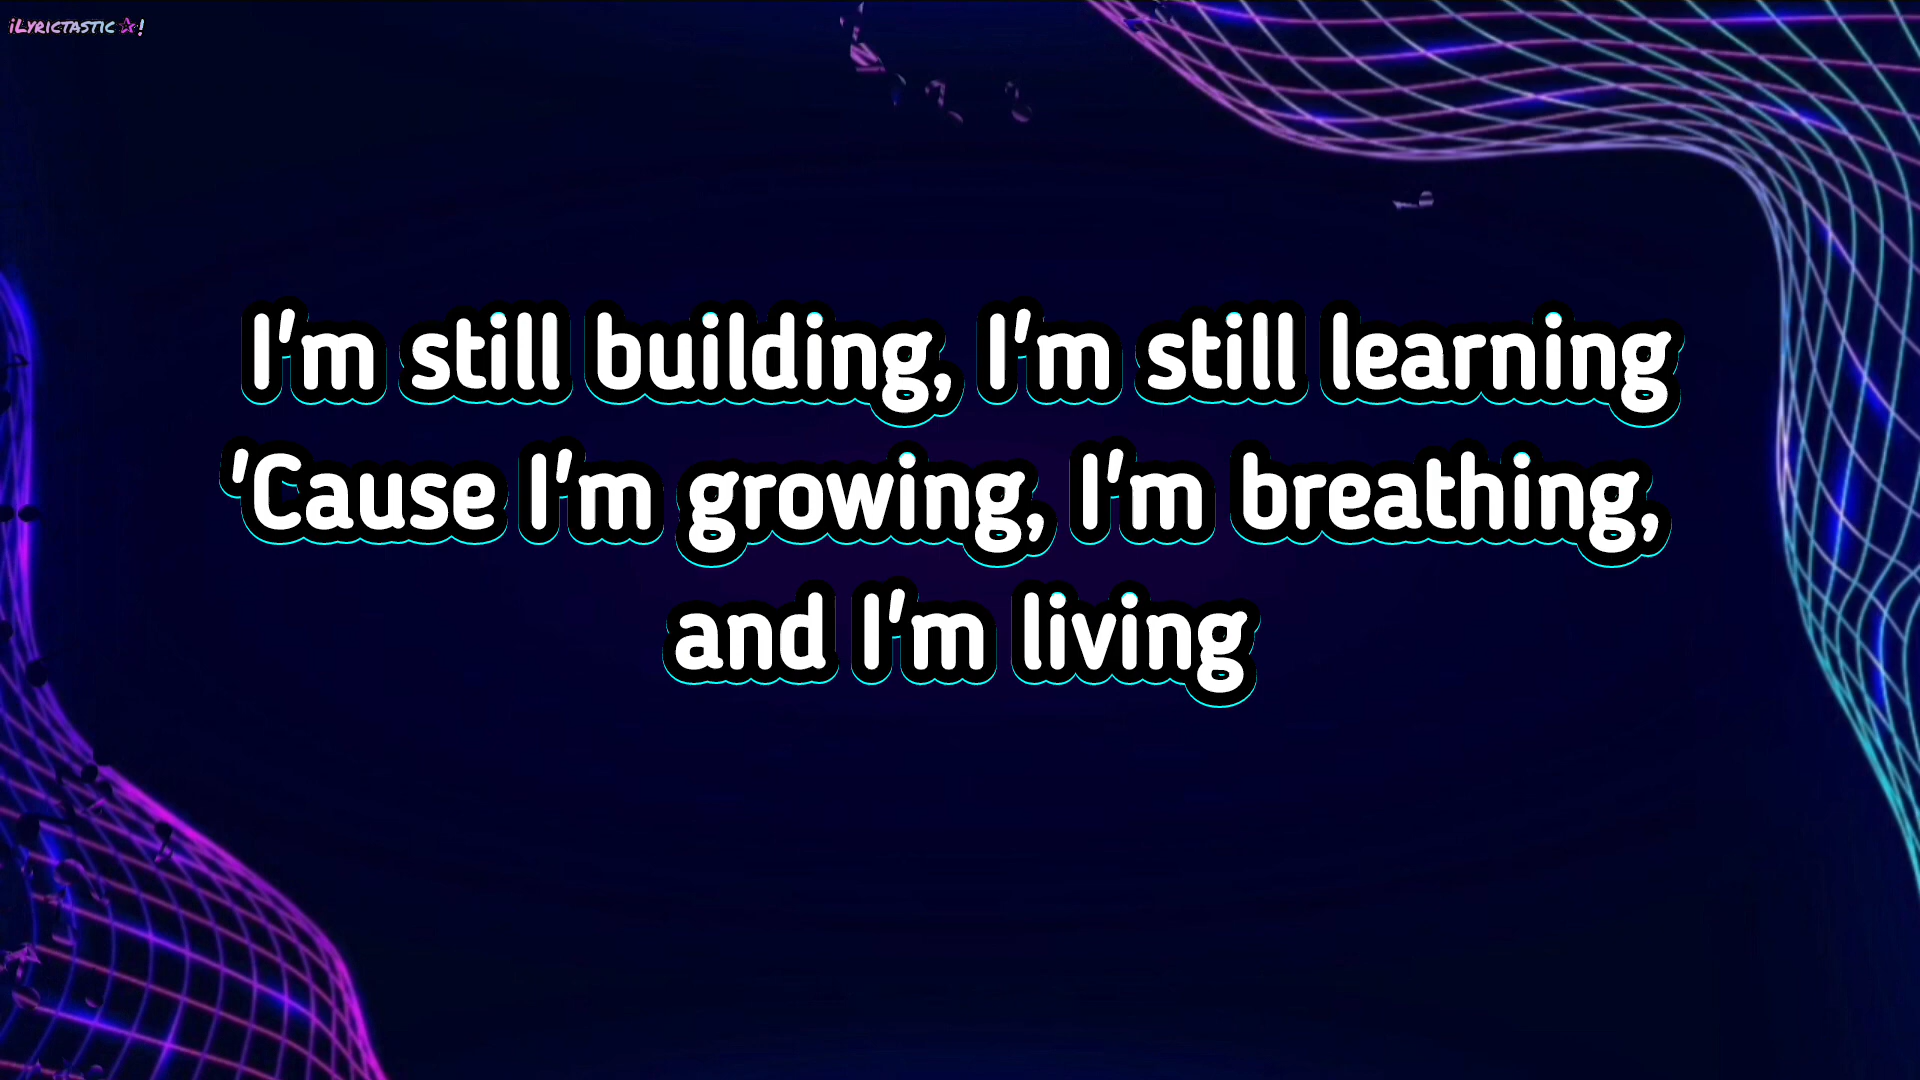 iLyrictastic☆!
I'm still building, I'm still learning
'Cause I'm growing, I'm breathing,
and I'm living